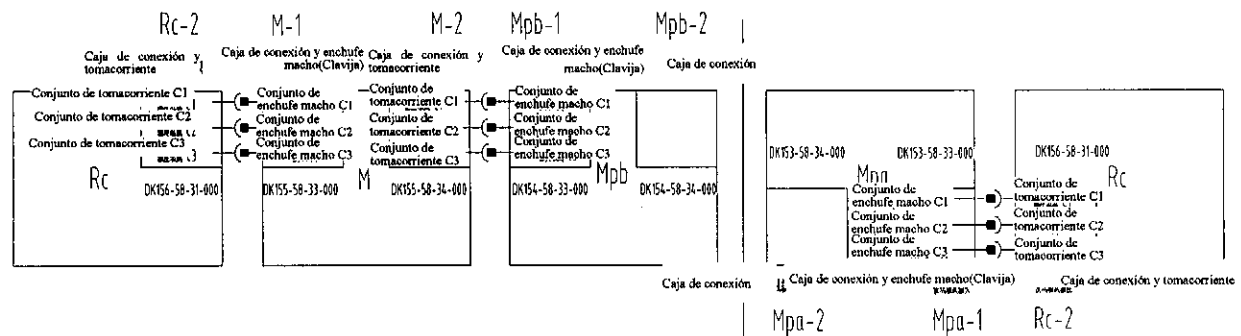 Rc-2 M-1 M-2 Mpb-1 Mpb-2
Caja de conexión y tomacorriente
Caja de conexión y enchufe macho(Clavija)
Caja de conexión y tomacorriente
Caja de conexión y enchufe macho(Clavija)
Caja de conexión
Conjunto de tomacorriente C1
Conjunto de tomacorriente C2
Conjunto de tomacorriente C3
Rc
DK156-58-31-000
Conjunto de
enchufe macho C1
Conjunto de
enchufe macho C2
Conjunto de
enchufe macho C3
DK155-58-33-000
M
Conjunto de
tomacorriente C1
Conjunto de
tomacorriente C2
Conjunto de
tomacorriente C3
DK155-58-34-000
Conjunto de
enchufe macho C1
Conjunto de
enchufe macho C2
Conjunto de
enchufe macho C3
DK154-58-33-000
Mpb
DK154-58-34-000
DK153-58-34-000
DK153-58-33-000
Mpa
Conjunto de
enchufe macho C1
Conjunto de
enchufe macho C2
Conjunto de
enchufe macho C3
DK156-58-31-000
Rc
Conjunto de
tomacorriente C1
Conjunto de
tomacorriente C2
Conjunto de
tomacorriente C3
Caja de conexión
Caja de conexión y enchufe macho(Clavija)
Caja de conexión y tomacorriente
Mpa-2 Mpa-1 Rc-2